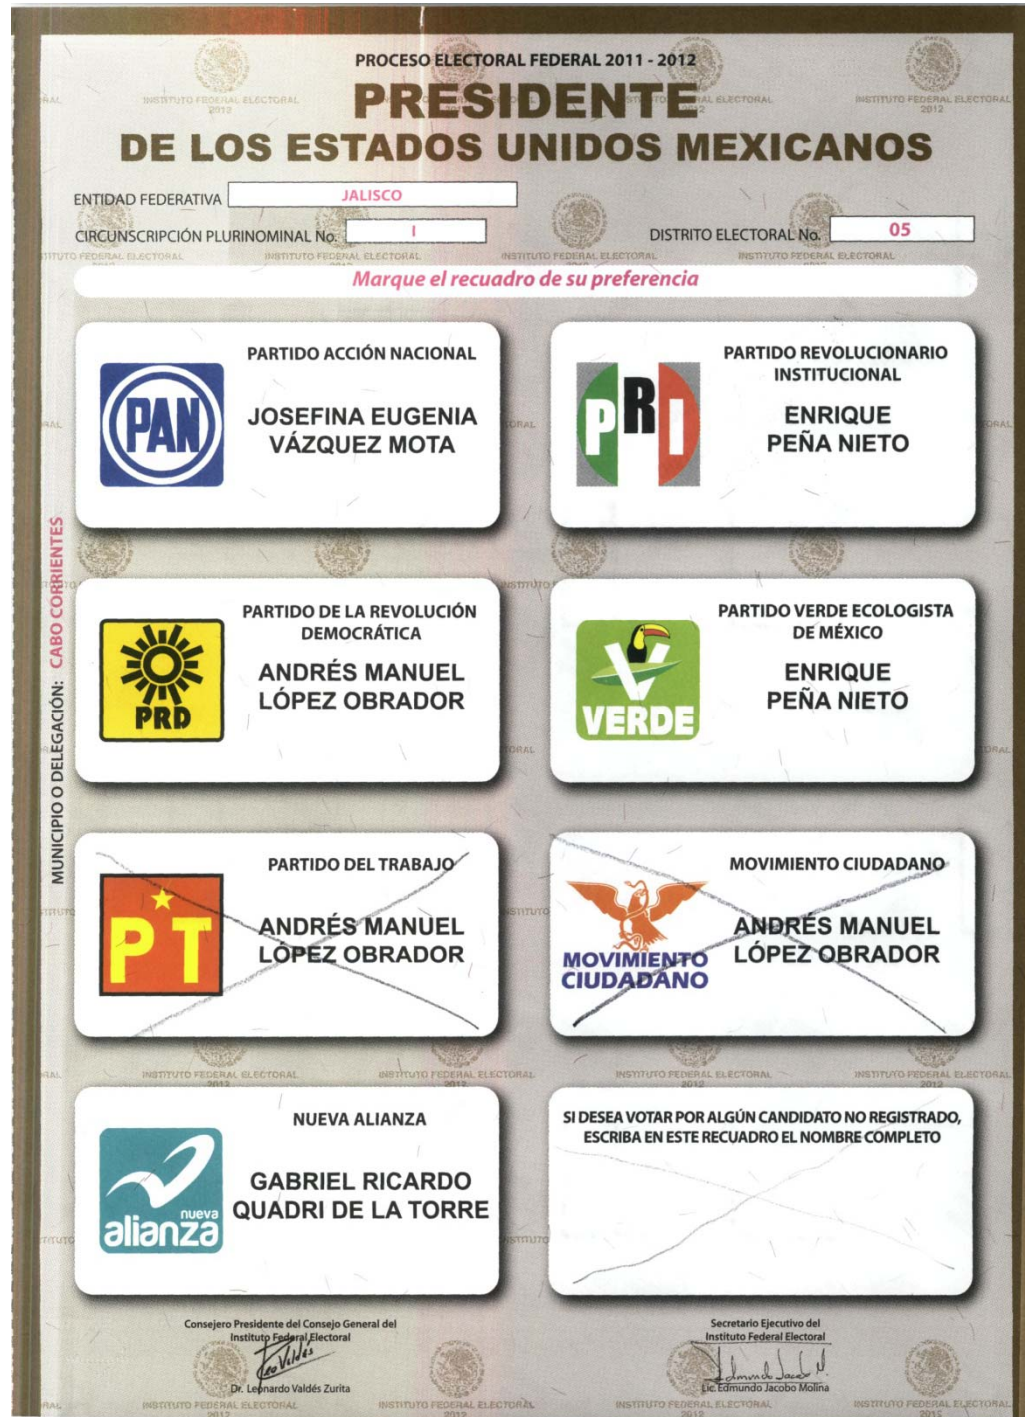 PROCESO ELECTORAL FEDERAL 2011 - 2012
PRESIDENTE
DE LOS ESTADOS UNIDOS MEXICANOS
ENTIDAD FEDERATIVA JALISCO
CIRCUNSCRIPCIÓN PLURINOMINAL No. I
DISTRITO ELECTORAL No. 05
Marque el recuadro de su preferencia
MUNICIPIO O DELEGACIÓN: CABO CORRIENTES
PAN
PARTIDO ACCIÓN NACIONAL
JOSEFINA EUGENIA
VÁZQUEZ MOTA
PRI
PARTIDO REVOLUCIONARIO
INSTITUCIONAL
ENRIQUE
PEÑA NIETO
PRD
PARTIDO DE LA REVOLUCIÓN
DEMOCRÁTICA
ANDRÉS MANUEL
LÓPEZ OBRADOR
V
VERDE
PARTIDO VERDE ECOLOGISTA
DE MÉXICO
ENRIQUE
PEÑA NIETO
PT
PARTIDO DEL TRABAJO
ANDRÉS MANUEL
LÓPEZ OBRADOR
MOVIMIENTO
CIUDADANO
MOVIMIENTO CIUDADANO
ANDRÉS MANUEL
LÓPEZ OBRADOR
nueva
alianza
NUEVA ALIANZA
GABRIEL RICARDO
QUADRI DE LA TORRE
SI DESEA VOTAR POR ALGÚN CANDIDATO NO REGISTRADO,
ESCRIBA EN ESTE RECUADRO EL NOMBRE COMPLETO
Consejero Presidente del Consejo General del
Instituto Federal Electoral
Dr. Leonardo Valdés Zurita
Secretario Ejecutivo del
Instituto Federal Electoral
Edmundo Jacobo M.
Lic. Edmundo Jacobo Molina
INSTITUTO FEDERAL ELECTORAL
2012